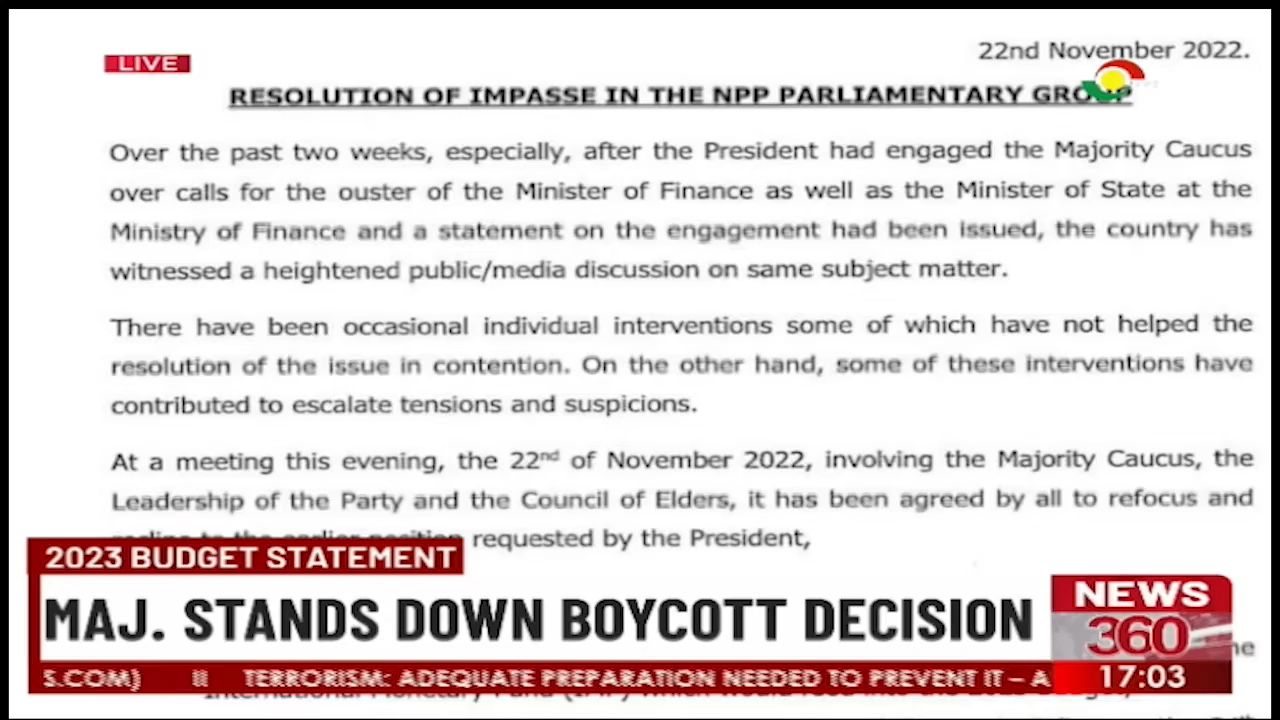 22nd November 2022.
LIVE
RESOLUTION OF IMPASSE IN THE NPP PARLIAMENTARY GROUP
Over the past two weeks, especially, after the President had engaged the Majority Caucus
over calls for the ouster of the Minister of Finance as well as the Minister of State at the
Ministry of Finance and a statement on the engagement had been issued, the country has
witnessed a heightened public/media discussion on same subject matter.
There have been occasional individual interventions some of which have not helped the
resolution of the issue in contention. On the other hand, some of these interventions have
contributed to escalate tensions and suspicions.
At a meeting this evening, the 22nd of November 2022, involving the Majority Caucus, the
Leadership of the Party and the Council of Elders, it has been agreed by all to refocus and
requested by the President,
2023 BUDGET STATEMENT
MAJ. STANDS DOWN BOYCOTT DECISION
NEWS
360
S.COM) || TERRORISM: ADEQUATE PREPARATION NEEDED TO PREVENT IT – A
17:03